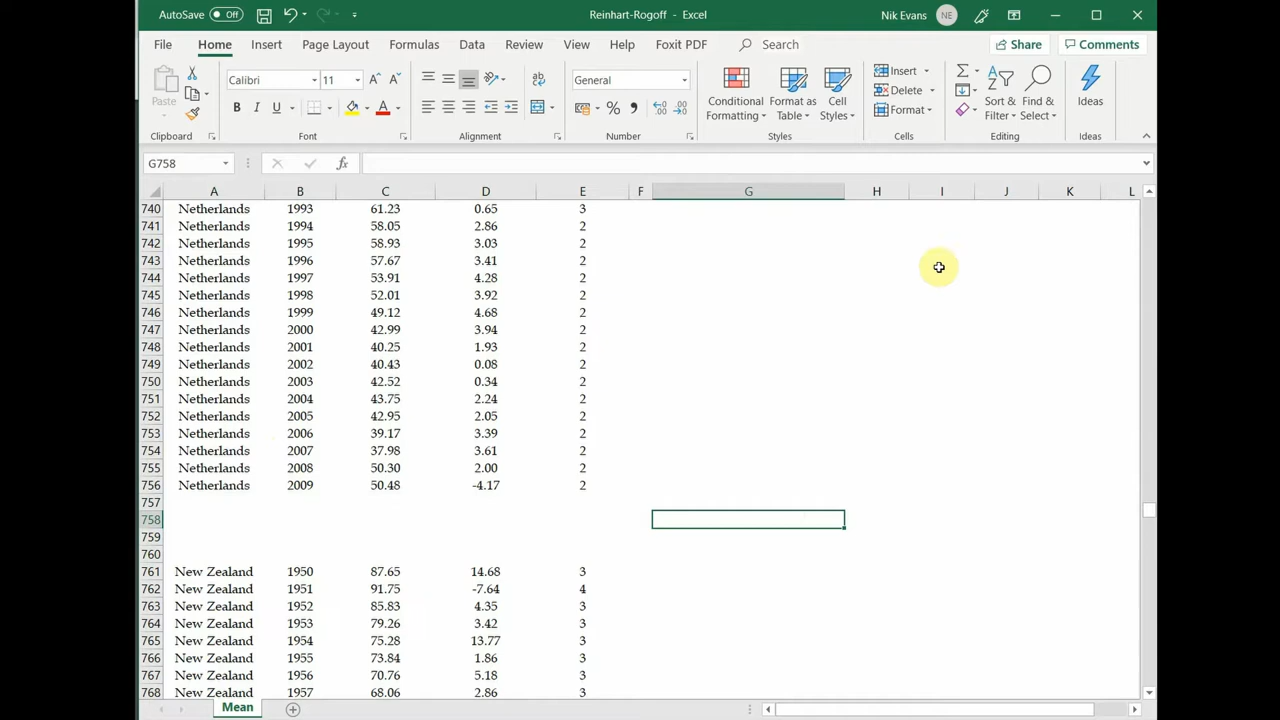 AutoSave Off Reinhart-Rogoff - Excel Nik Evans NE
File Home Insert Page Layout Formulas Data Review View Help Foxit PDF Search Share Comments
Calibri 11 General Insert
Delete
Paste B I U A % Conditional Format as Cell Format Sort & Find & Ideas
Formatting Table Styles Filter Select
Clipboard Font Alignment Number Styles Cells Editing Ideas
G758 fx
A B C D E F G H I J K L
740 Netherlands 1993 61.23 0.65 3
741 Netherlands 1994 58.05 2.86 2
742 Netherlands 1995 58.93 3.03 2
743 Netherlands 1996 57.67 3.41 2
744 Netherlands 1997 53.91 4.28 2
745 Netherlands 1998 52.01 3.92 2
746 Netherlands 1999 49.12 4.68 2
747 Netherlands 2000 42.99 3.94 2
748 Netherlands 2001 40.25 1.93 2
749 Netherlands 2002 40.43 0.08 2
750 Netherlands 2003 42.52 0.34 2
751 Netherlands 2004 43.75 2.24 2
752 Netherlands 2005 42.95 2.05 2
753 Netherlands 2006 39.17 3.39 2
754 Netherlands 2007 37.98 3.61 2
755 Netherlands 2008 50.30 2.00 2
756 Netherlands 2009 50.48 -4.17 2
757
758
759
760
761 New Zealand 1950 87.65 14.68 3
762 New Zealand 1951 91.75 -7.64 4
763 New Zealand 1952 85.83 4.35 3
764 New Zealand 1953 79.26 3.42 3
765 New Zealand 1954 75.28 13.77 3
766 New Zealand 1955 73.84 1.86 3
767 New Zealand 1956 70.76 5.18 3
768 New Zealand 1957 68.06 2.86 3
Mean